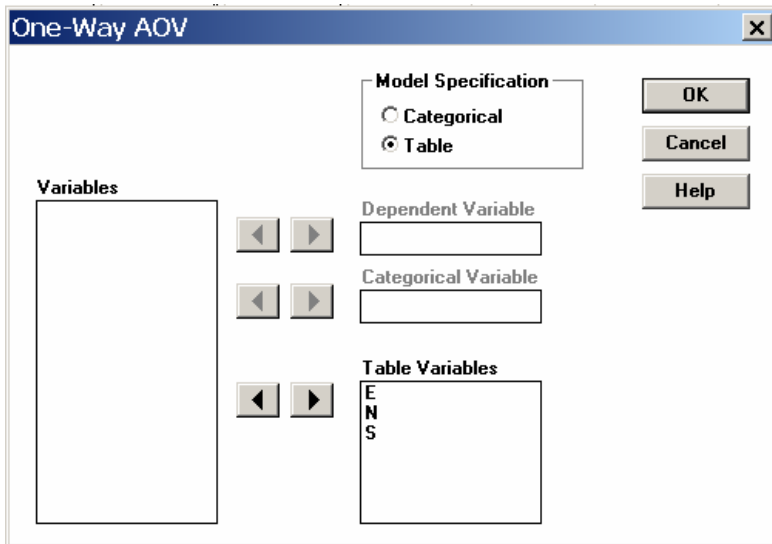 One-Way AOV
Model Specification
Categorical
Table
OK
Cancel
Help
Variables
Dependent Variable
Categorical Variable
Table Variables
E
N
S